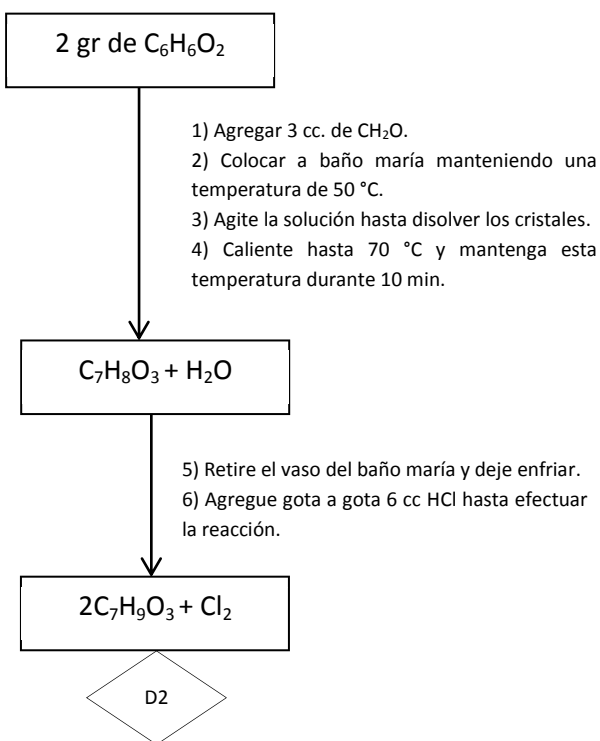 2 gr de C₆H₆O₂
1) Agregar 3 cc. de CH₂O.
2) Colocar a baño maría manteniendo una
temperatura de 50 °C.
3) Agite la solución hasta disolver los cristales.
4) Caliente hasta 70 °C y mantenga esta
temperatura durante 10 min.
C₇H₈O₃ + H₂O
5) Retire el vaso del baño maría y deje enfriar.
6) Agregue gota a gota 6 cc HCl hasta efectuar
la reacción.
2C₇H₉O₃ + Cl₂
D2